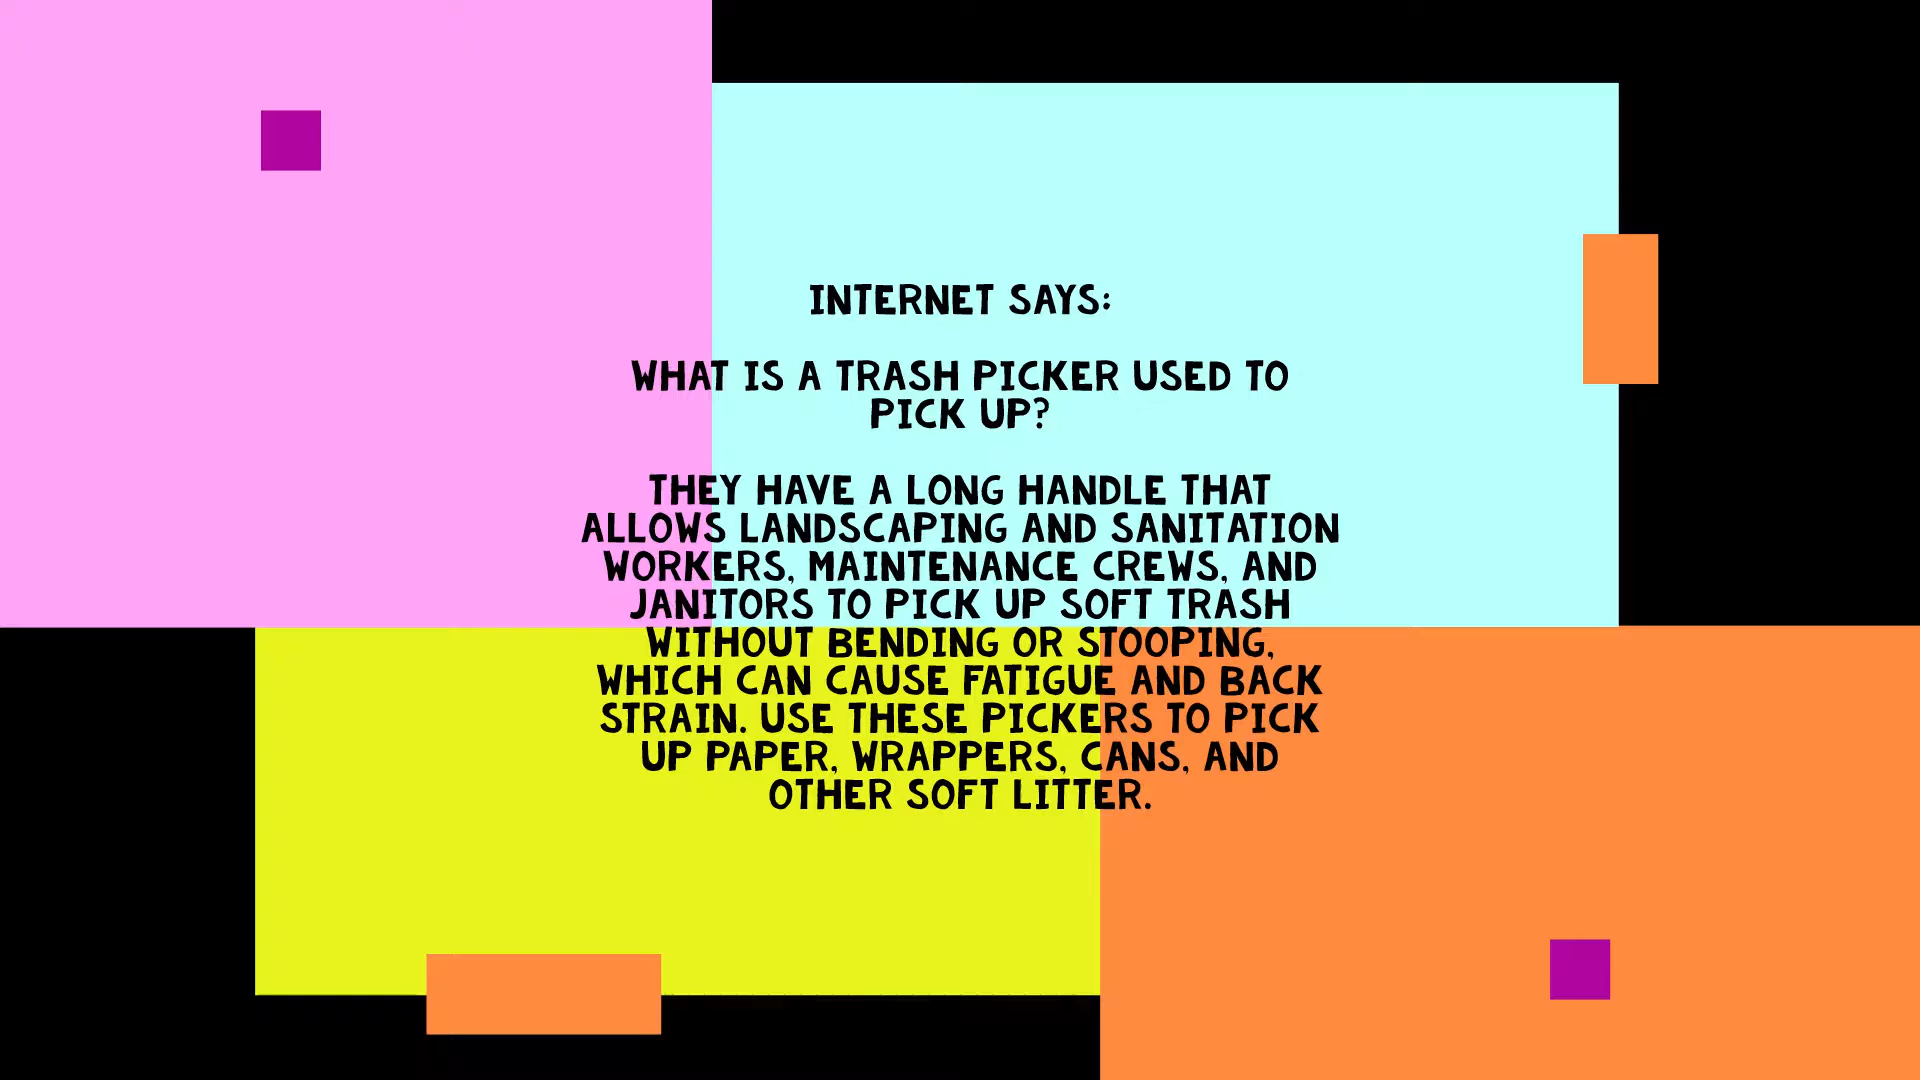 INTERNET SAYS:
WHAT IS A TRASH PICKER USED TO
PICK UP?
THEY HAVE A LONG HANDLE THAT
ALLOWS LANDSCAPING AND SANITATION
WORKERS, MAINTENANCE CREWS, AND
JANITORS TO PICK UP SOFT TRASH
WITHOUT BENDING OR STOOPING,
WHICH CAN CAUSE FATIGUE AND BACK
STRAIN. USE THESE PICKERS TO PICK
UP PAPER, WRAPPERS, CANS, AND
OTHER SOFT LITTER.